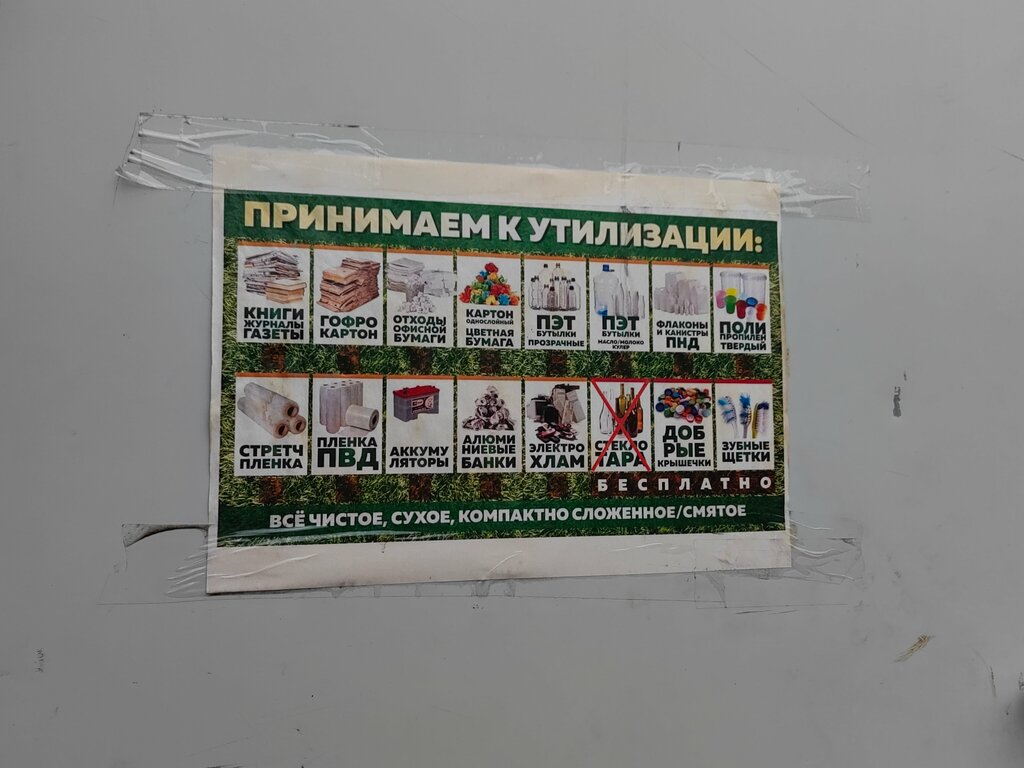 ПРИНИМАЕМ К УТИЛИЗАЦИИ:
КНИГИ
ЖУРНАЛЫ
ГАЗЕТЫ
ГОФРО
КАРТОН
ОТХОДЫ
ОФИСНОЙ
БУМАГИ
КАРТОН
ОДНОСЛОЙНЫЙ
ЦВЕТНАЯ
БУМАГА
ПЭТ
БУТЫЛКИ
ПРОЗРАЧНЫЕ
ПЭТ
БУТЫЛКИ
МАСЛО/МОЛОКО
КУЛЕР
ФЛАКОНЫ
И КАНИСТРЫ
ПНД
ПОЛИ
ПРОПИЛЕН
ТВЕРДЫЙ
СТРЕТЧ
ПЛЕНКА
ПЛЕНКА
ПВД
АККУМУ
ЛЯТОРЫ
АЛЮМИ
НИЕВЫЕ
БАНКИ
ЭЛЕКТРО
ХЛАМ
СТЕКЛО
ТАРА
ДОБ
РЫЕ
КРЫШЕЧКИ
ЗУБНЫЕ
ЩЕТКИ
БЕСПЛАТНО
ВСЁ ЧИСТОЕ, СУХОЕ, КОМПАКТНО СЛОЖЕННОЕ/СМЯТОЕ